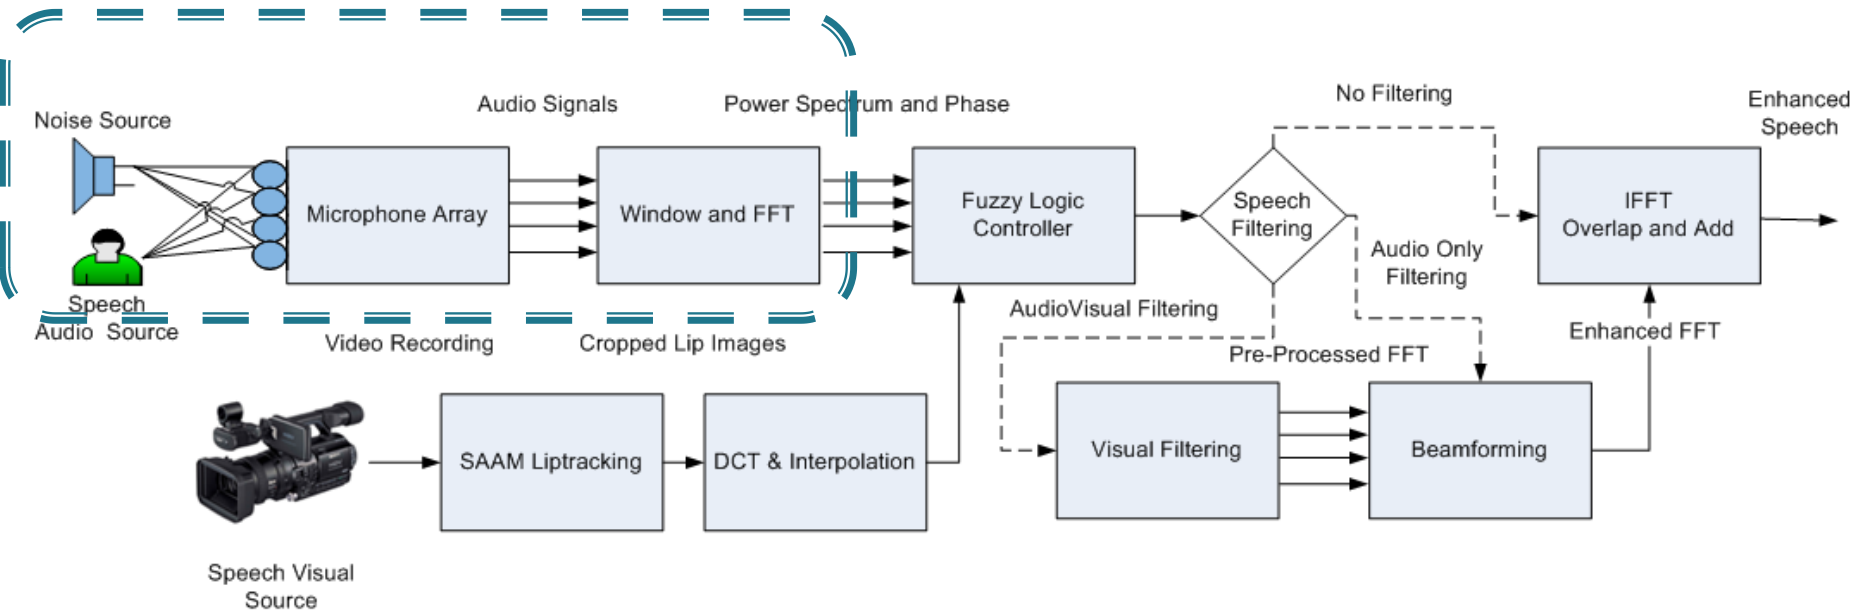 Noise Source
Speech
Audio Source
Microphone Array
Audio Signals
Window and FFT
Power Spectrum and Phase
Fuzzy Logic
Controller
Speech
Filtering
No Filtering
Audio Only
Filtering
AudioVisual Filtering
IFFT
Overlap and Add
Enhanced
Speech
Enhanced FFT
Video Recording
Cropped Lip Images
Pre-Processed FFT
SAAM Liptracking
DCT & Interpolation
Visual Filtering
Beamforming
Speech Visual
Source